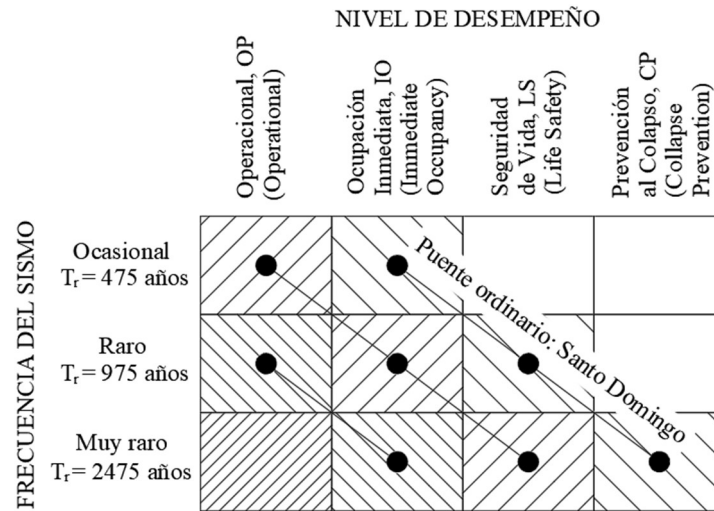 NIVEL DE DESEMPEÑO
Operacional, OP
(Operational)
Ocupación
Inmediata, IO
(Immediate
Occupancy)
Seguridad
de Vida, LS
(Life Safety)
Prevención
al Colapso, CP
(Collapse
Prevention)
FRECUENCIA DEL SISMO
Ocasional
Tr = 475 años
Raro
Tr = 975 años
Muy raro
Tr = 2475 años
Puente ordinario: Santo Domingo